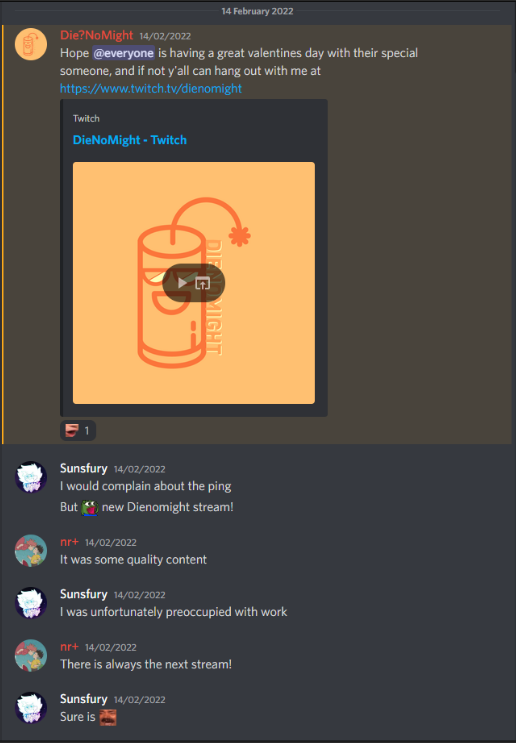 14 February 2022
Die?NoMight 14/02/2022
Hope @everyone is having a great valentines day with their special
someone, and if not y'all can hang out with me at
https://www.twitch.tv/dienomight
Twitch
DieNoMight - Twitch
DIENOMIGHT
1
Sunsfury 14/02/2022
I would complain about the ping
But new Dienomight stream!
nr+ 14/02/2022
It was some quality content
Sunsfury 14/02/2022
I was unfortunately preoccupied with work
nr+ 14/02/2022
There is always the next stream!
Sunsfury 14/02/2022
Sure is